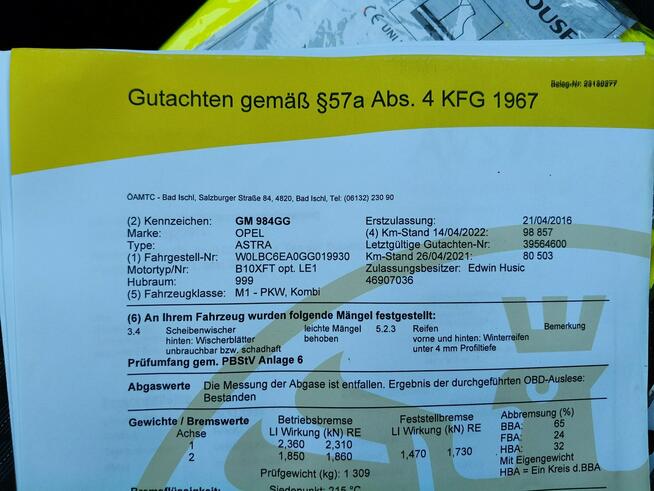 OUSE
CE UNI
Beleg-Nr 23180277
Gutachten gemäß §57a Abs. 4 KFG 1967
ÖAMTC - Bad Ischl, Salzburger Straße 84, 4820, Bad Ischl, Tel: (06132) 230 90
(2) Kennzeichen: GM 984GG Erstzulassung: 21/04/2016
Marke: OPEL (4) Km-Stand 14/04/2022: 98 857
Type: ASTRA Letztgültige Gutachten-Nr: 39564600
(1) Fahrgestell-Nr: W0LBC6EA0GG019930 Km-Stand 26/04/2021: 80 503
Motortyp/Nr: B10XFT opt. LE1 Zulassungsbesitzer: Edwin Husic
Hubraum: 999 46907036
(5) Fahrzeugklasse: M1 - PKW, Kombi
(6) An Ihrem Fahrzeug wurden folgende Mängel festgestellt:
3.4 Scheibenwischer leichte Mängel 5.2.3 Reifen Bemerkung
hinten: Wischerblätter behoben vorne und hinten: Winterreifen
unbrauchbar bzw. schadhaft unter 4 mm Profiltiefe
Prüfumfang gem. PBStV Anlage 6
Abgaswerte Die Messung der Abgase ist entfallen. Ergebnis der durchgeführten OBD-Auslese:
Bestanden
Gewichte / Bremswerte Betriebsbremse Feststellbremse Abbremsung (%)
Achse LI Wirkung (kN) RE LI Wirkung (kN) RE BBA: 65
1 2,360 2,310 FBA: 24
2 1,850 1,860 1,470 1,730 HBA: 32
Mit Eigengewicht
Prüfgewicht (kg): 1 309 HBA = Ein Kreis d.BBA
Bremsflüssigkeit: Siedepunkt: 215 °C